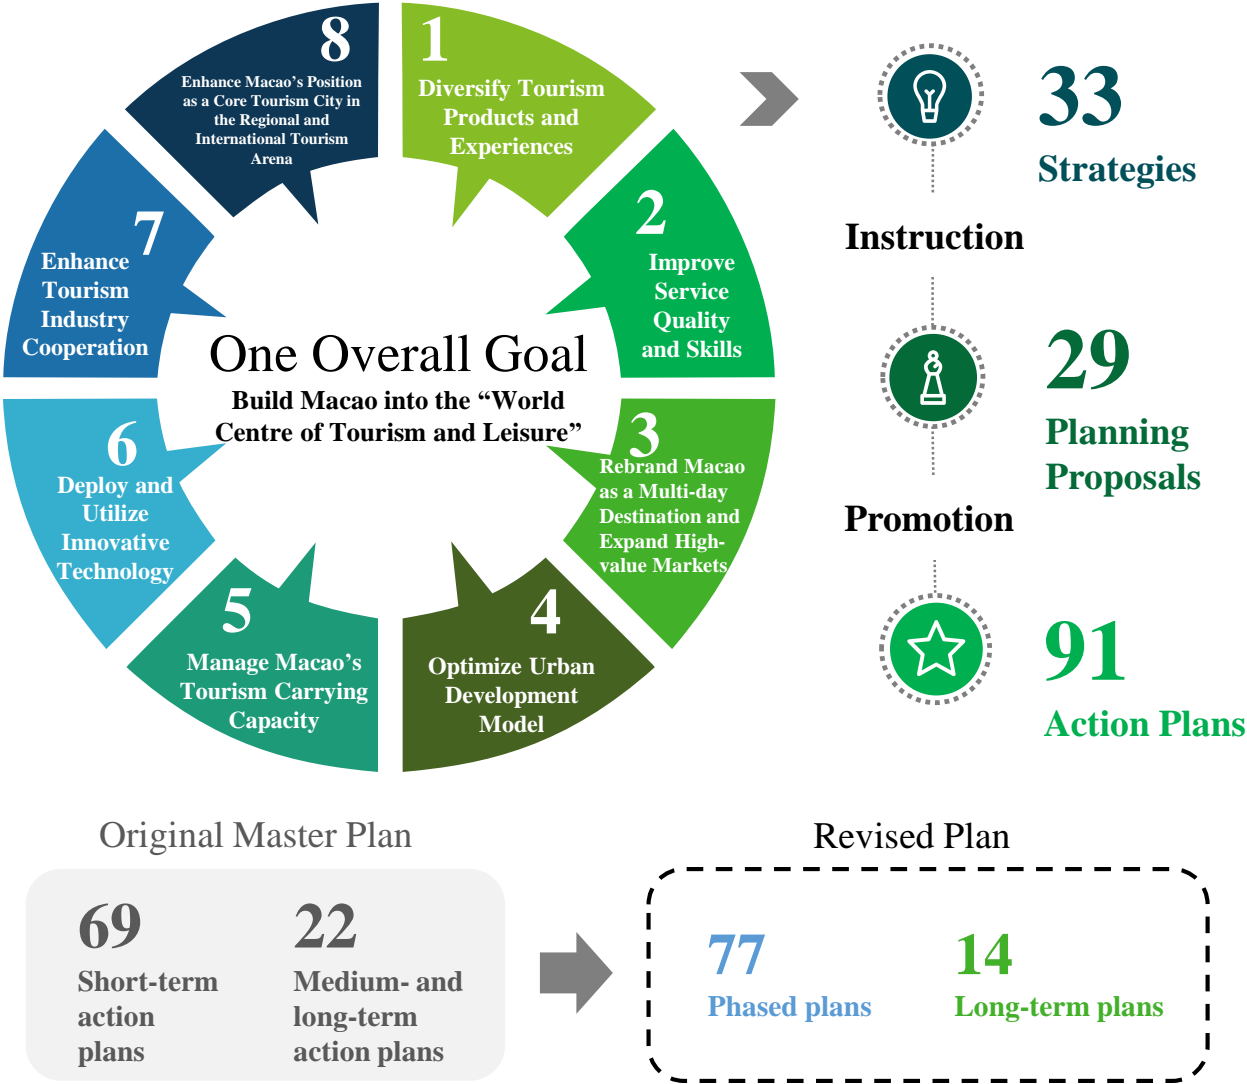 8
Enhance Macao’s Position
as a Core Tourism City in
the Regional and
International Tourism
Arena
1
Diversify Tourism
Products and
Experiences
2
Improve
Service
Quality
and Skills
3
Rebrand Macao
as a Multi-day
Destination and
Expand High-
value Markets
4
Optimize Urban
Development
Model
5
Manage Macao’s
Tourism Carrying
Capacity
6
Deploy and
Utilize
Innovative
Technology
7
Enhance
Tourism
Industry
Cooperation
One Overall Goal
Build Macao into the “World
Centre of Tourism and Leisure”
33
Strategies
Instruction
29
Planning
Proposals
Promotion
91
Action Plans
Original Master Plan
69
Short-term
action
plans
22
Medium- and
long-term
action plans
Revised Plan
77
Phased plans
14
Long-term plans